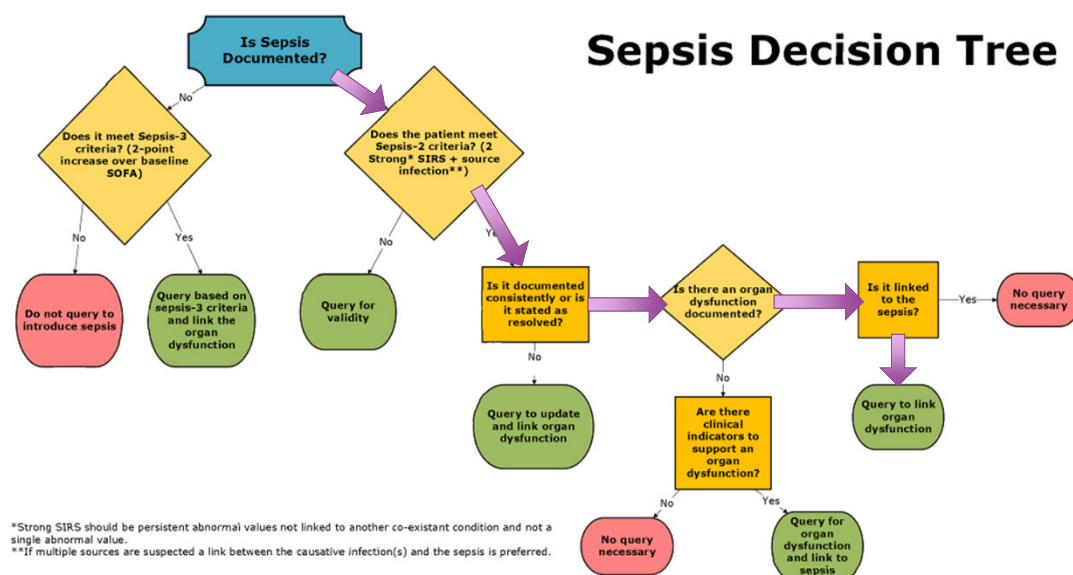 Sepsis Decision Tree
Is Sepsis
Documented?
No
Does it meet Sepsis-3
criteria? (2-point
increase over baseline
SOFA)
Does the patient meet
Sepsis-2 criteria? (2
Strong* SIRS + source
infection**)
No
Yes
No
Yes
Do not query to
introduce sepsis
Query based on
sepsis-3 criteria
and link the
organ
dysfunction
Query for
validity
Is it documented
consistently or is
it stated as
resolved?
Is there an organ
dysfunction
documented?
Is it linked
to the
sepsis?
Yes
No query
necessary
No
No
Query to update
and link organ
dysfunction
Are there
clinical
indicators to
support an
organ
dysfunction?
Query to link
organ
dysfunction
No
Yes
No query
necessary
Query for
organ
dysfunction
and link to
sepsis
*Strong SIRS should be persistent abnormal values not linked to another co-existant condition and not a
single abnormal value.
**If multiple sources are suspected a link between the causative infection(s) and the sepsis is preferred.